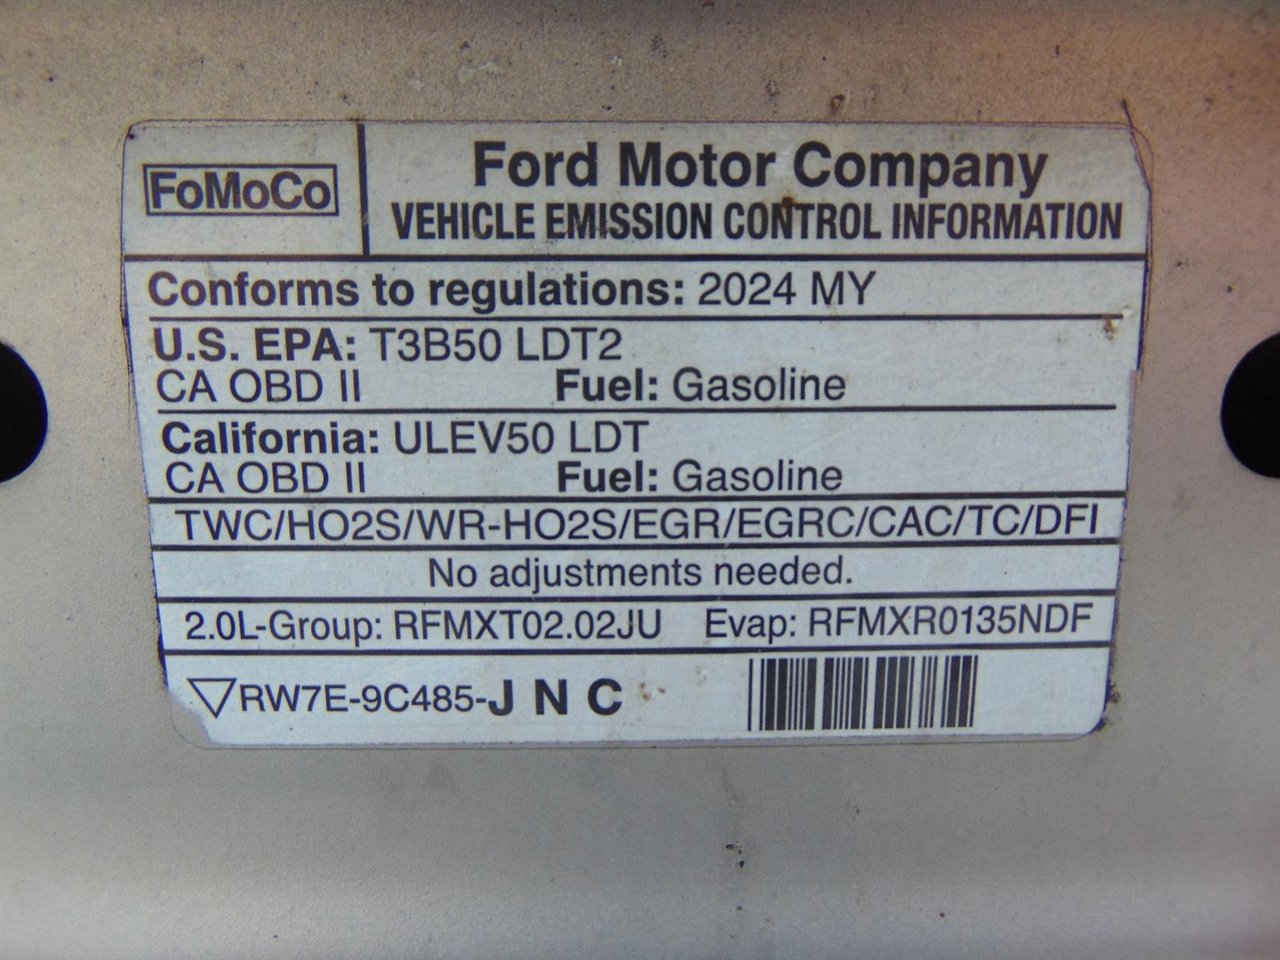 FoMoCo
Ford Motor Company
VEHICLE EMISSION CONTROL INFORMATION
Conforms to regulations: 2024 MY
U.S. EPA: T3B50 LDT2
CA OBD II Fuel: Gasoline
California: ULEV50 LDT
CA OBD II Fuel: Gasoline
TWC/HO2S/WR-HO2S/EGR/EGRC/CAC/TC/DFI
No adjustments needed.
2.0L-Group: RFMXT02.02JU Evap: RFMXR0135NDF
RW7E-9C485-JNC